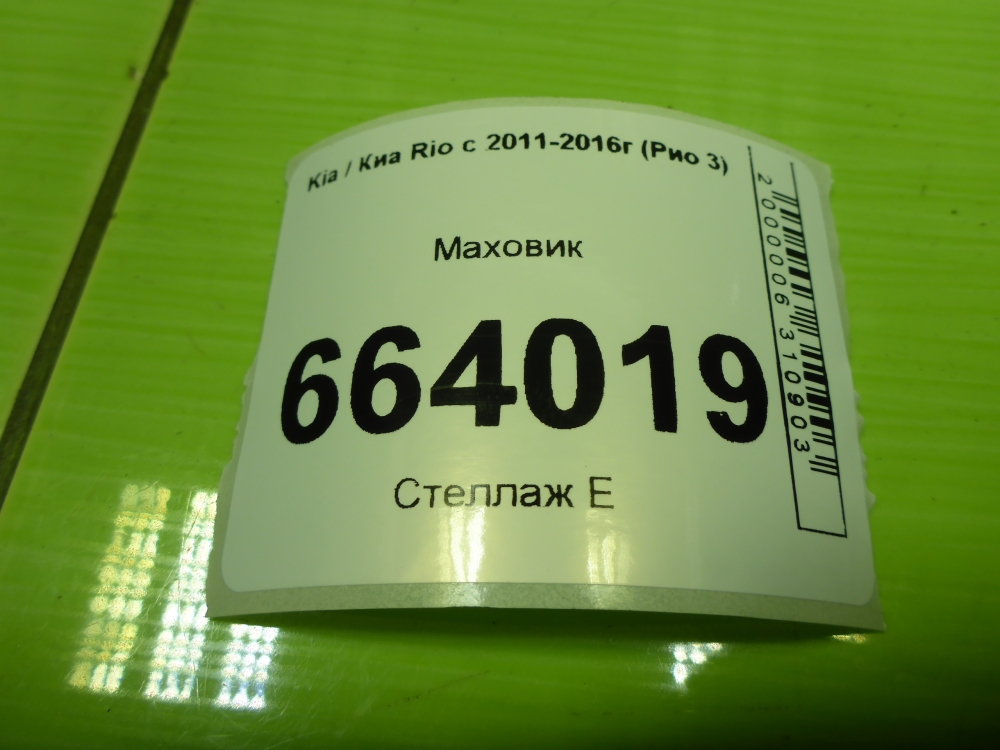 Kia / Киа Rio с 2011-2016г (Рио 3)
Маховик
664019
Стеллаж Е
2000006310903